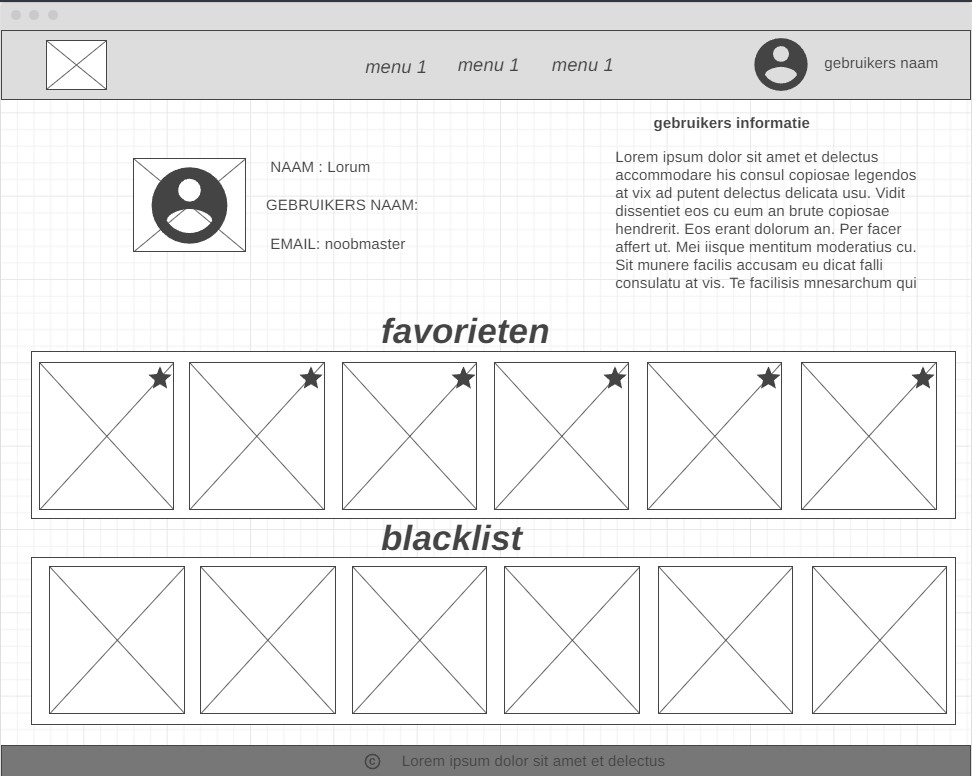 menu 1 menu 1 menu 1 gebruikers naam
gebruikers informatie
NAAM : Lorum
GEBRUIKERS NAAM:
EMAIL: noobmaster
Lorem ipsum dolor sit amet et delectus
accommodare his consul copiosae legendos
at vix ad putent delectus delicata usu. Vidit
dissentiet eos cu eum an brute copiosae
hendrerit. Eos erant dolorum an. Per facer
affert ut. Mei iisque mentitum moderatius cu.
Sit munere facilis accusam eu dicat falli
consulatu at vis. Te facilisis mnesarchum qui
favorieten
blacklist
© Lorem ipsum dolor sit amet et delectus